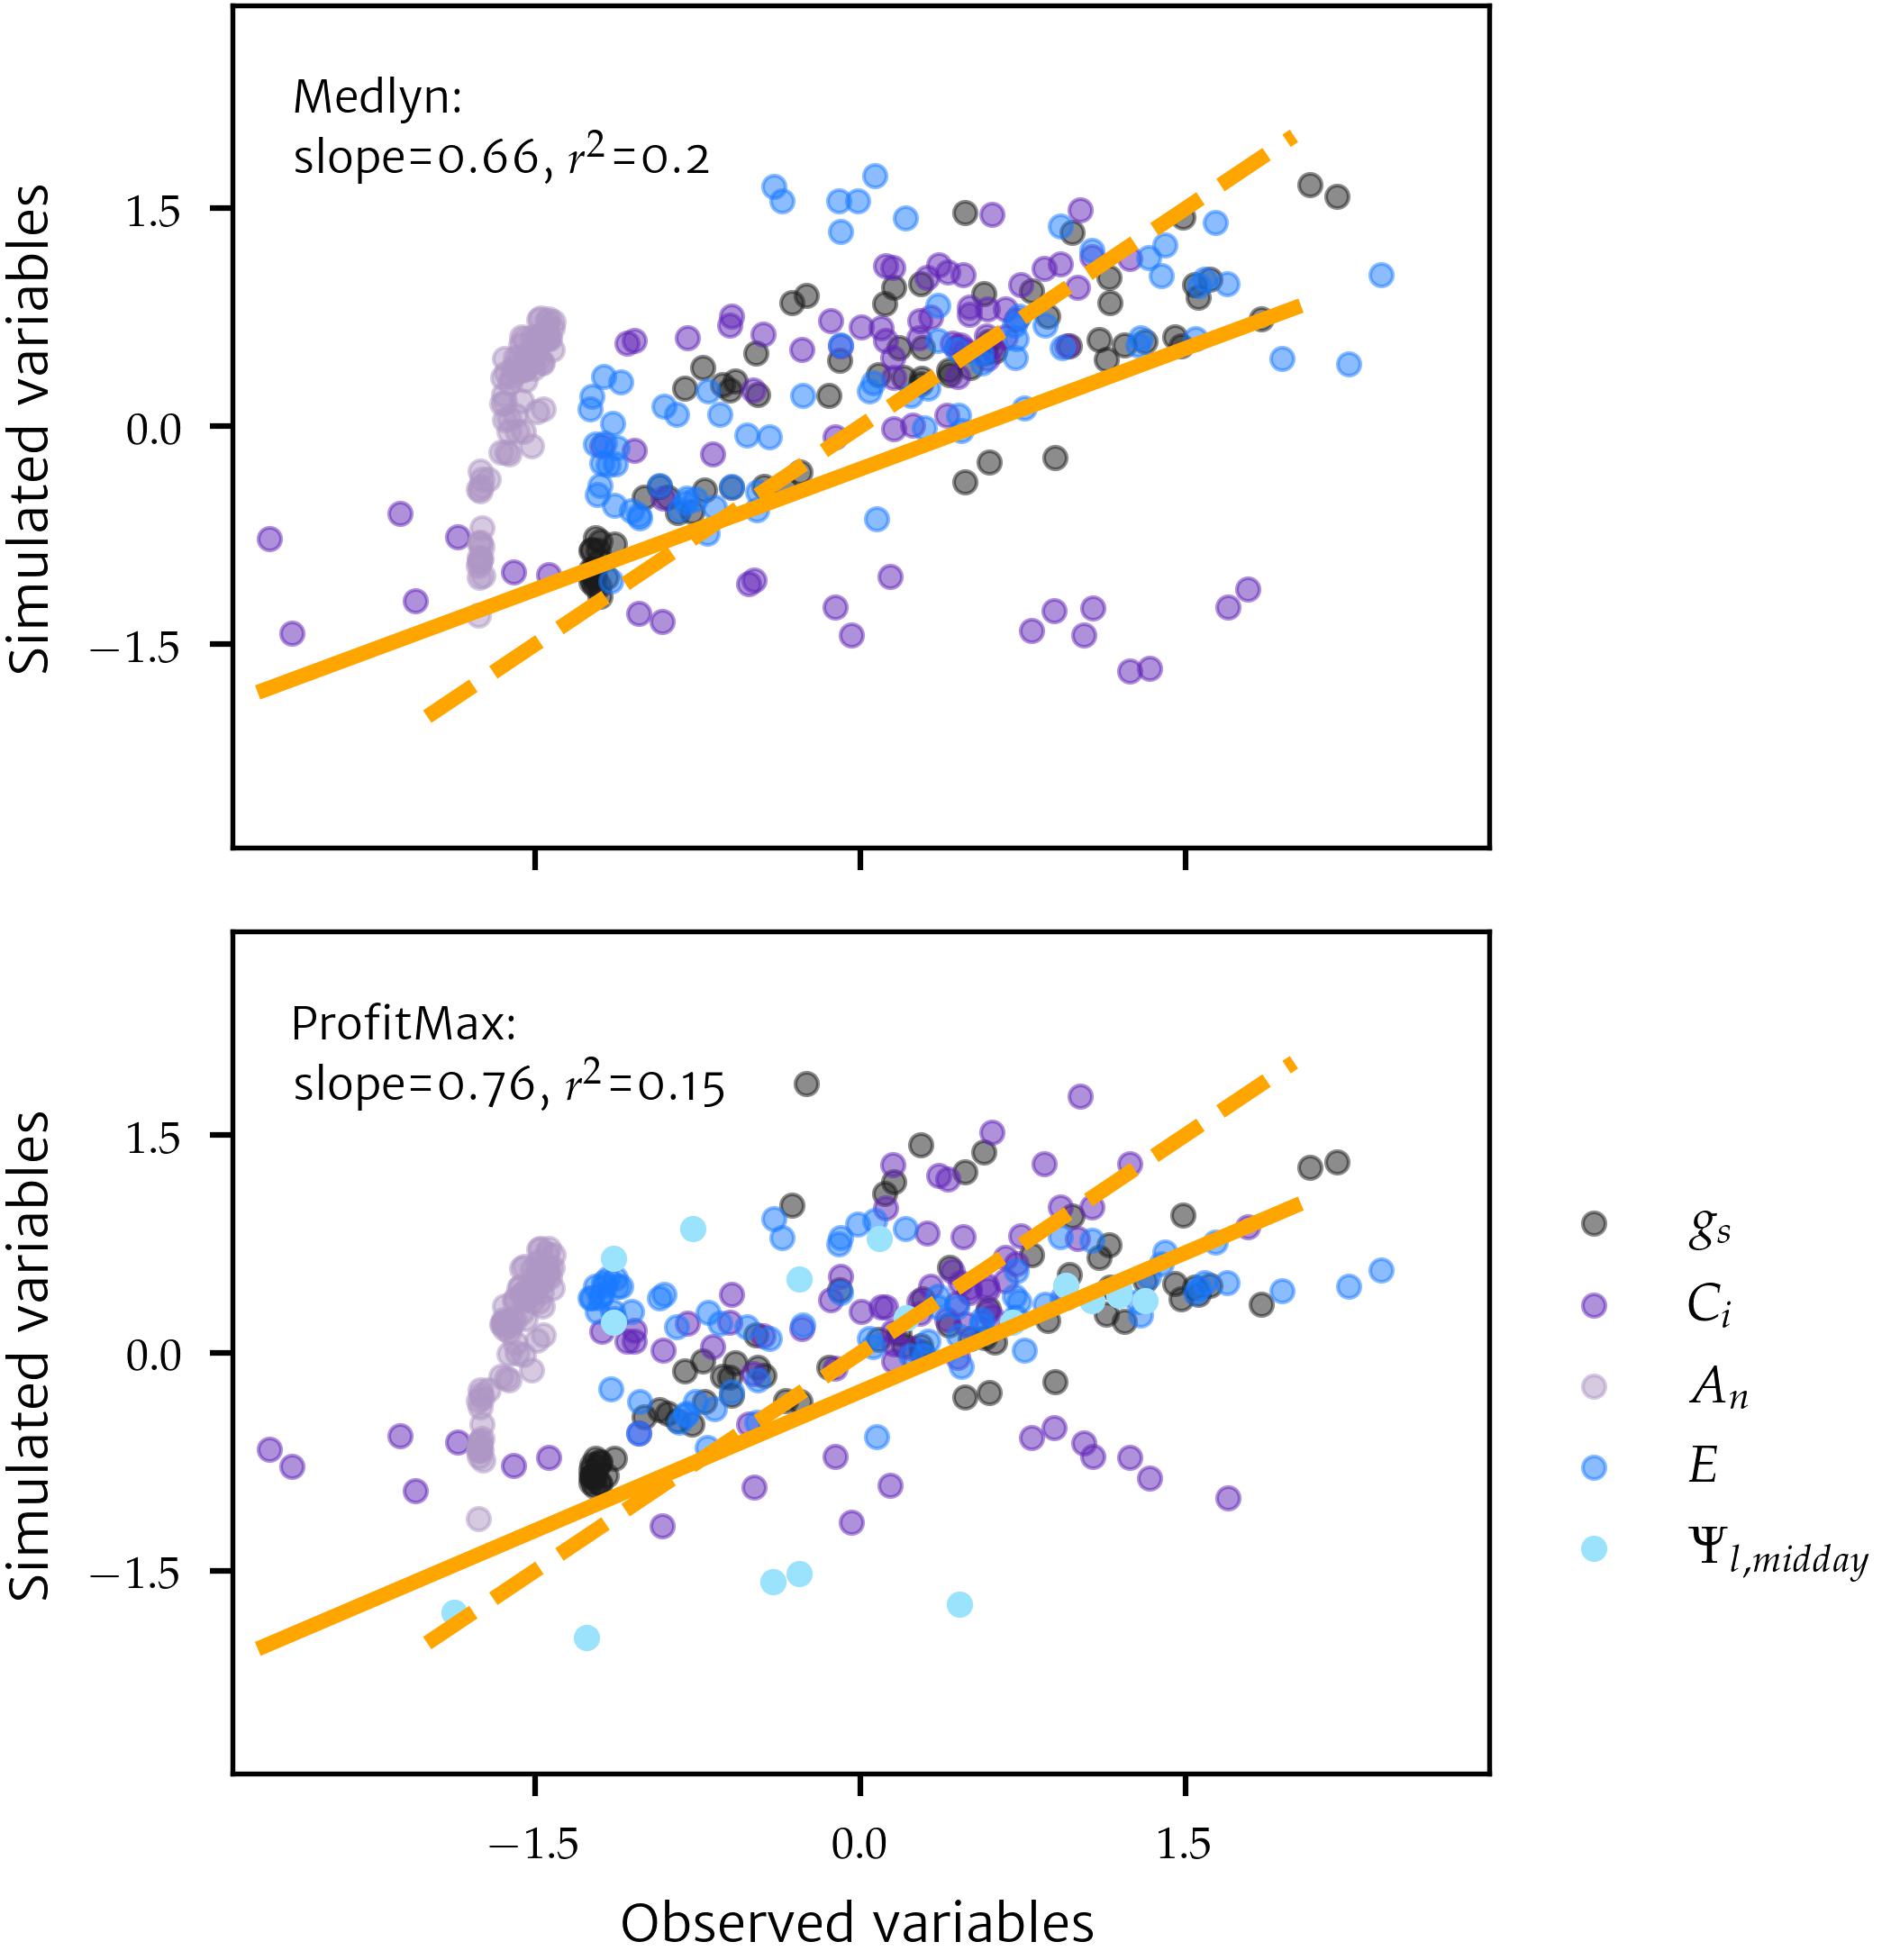 Medlyn:
slope=0.66, r²=0.2
Simulated variables
1.5
0.0
−1.5
ProfitMax:
slope=0.76, r²=0.15
Simulated variables
1.5
0.0
−1.5
−1.5 0.0 1.5
Observed variables
gₛ
Cᵢ
Aₙ
E
Ψl,midday